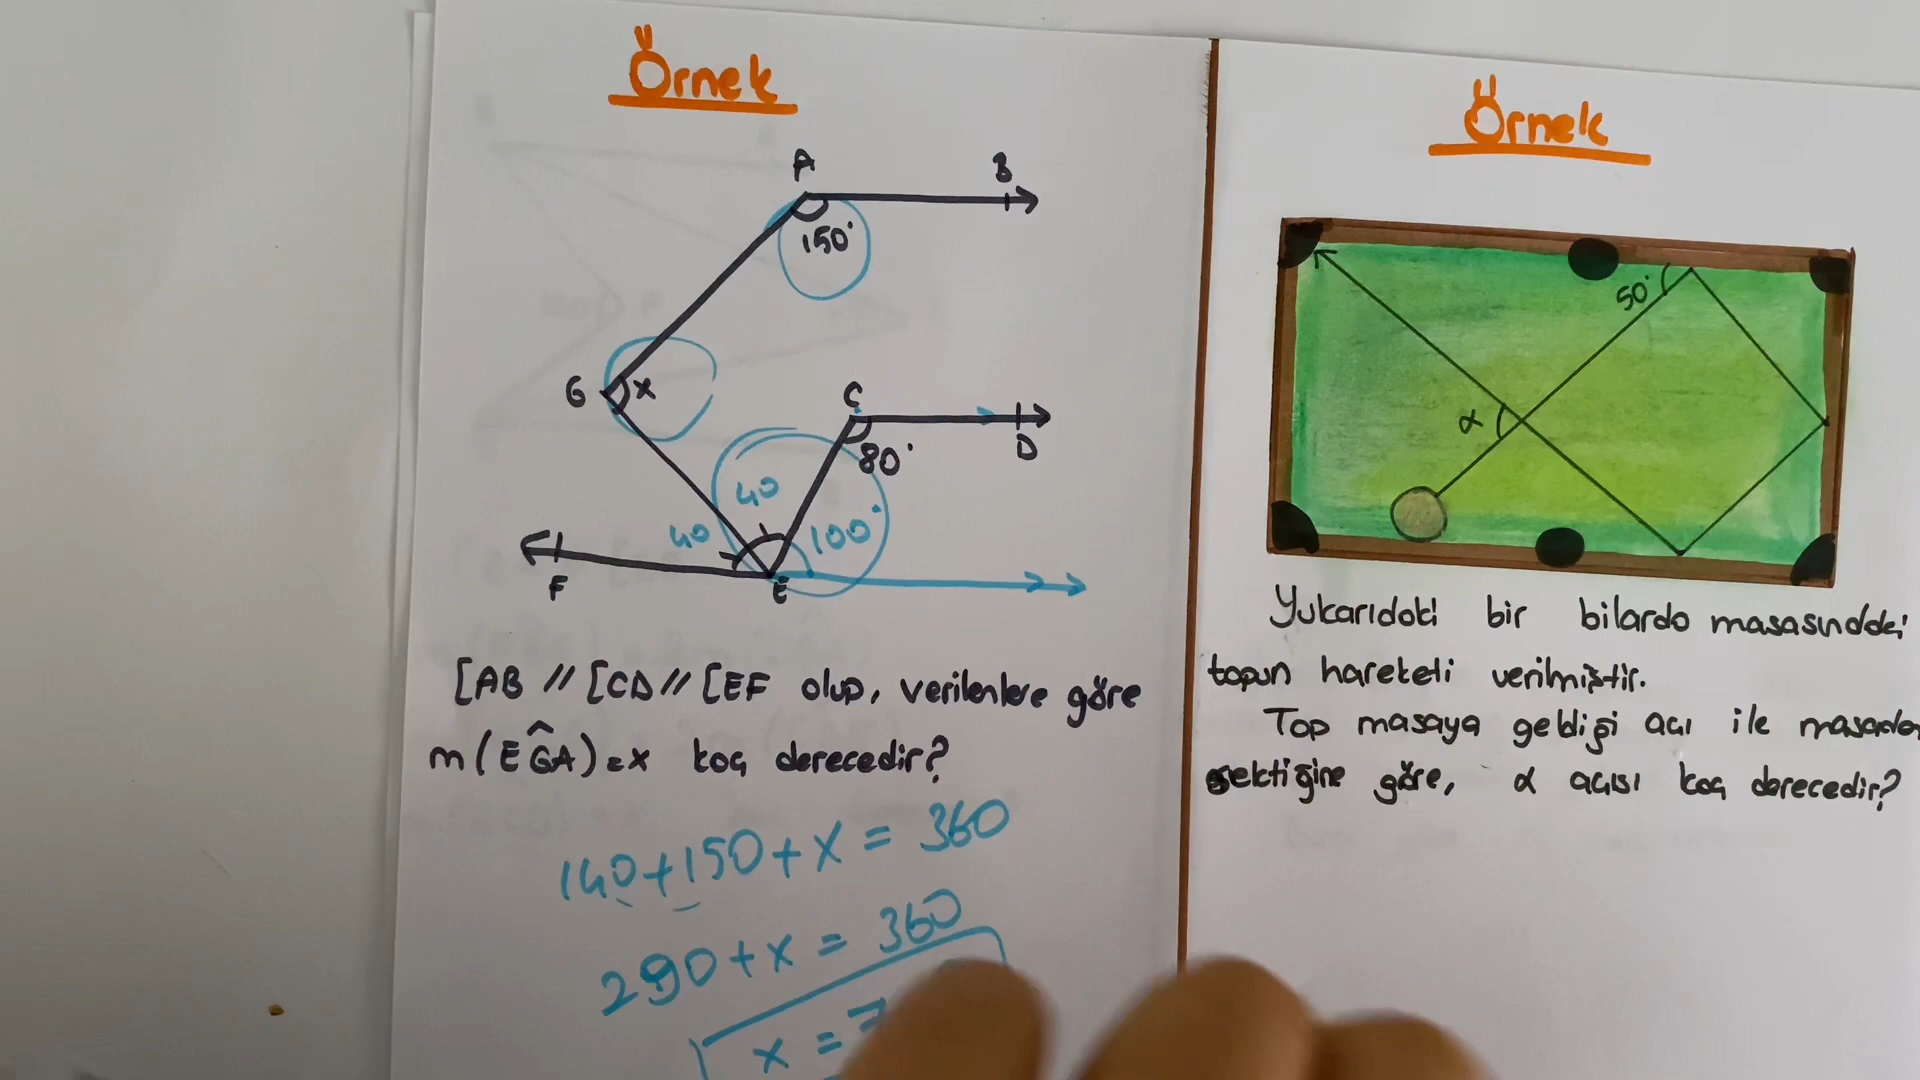 Örnek
A
B
150°
G
x
C
D
80°
40
40
100°
F
E
[AB // [CD // [EF olup, verilenlere göre
m(EĜA)=x kaç derecedir?
140+150+x = 360
290+x = 360
x =
Örnek
50°
α
Yukarıdaki bir bilardo masasındaki
topun hareketi verilmiştir.
Top masaya geldiği açı ile masadan
sektiğine göre, α açısı kaç derecedir?